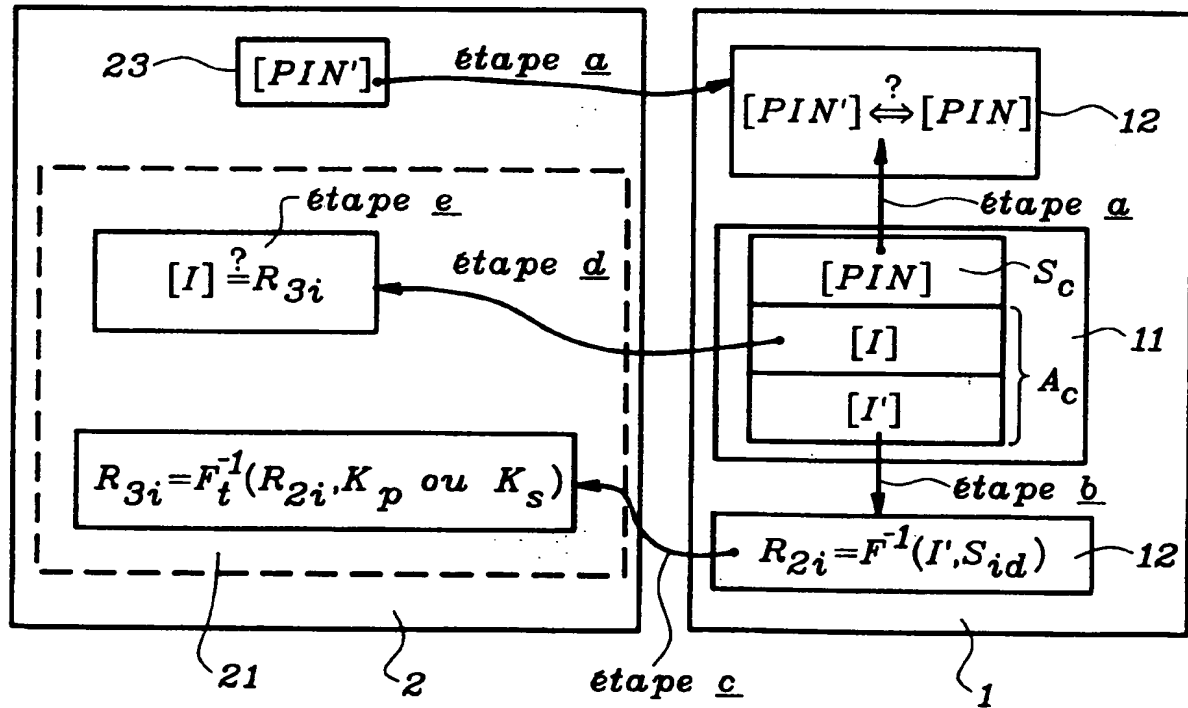 23
[PIN']
étape a
[PIN'] ⇔? [PIN]
12
étape a
étape e
[I] ?= R3i
étape d
[PIN]
Sc
[I]
11
Ac
[I']
R3i=Ft^-1(R2i,Kp ou Ks)
étape b
R2i=F^-1(I',Sid)
12
21
2
étape c
1